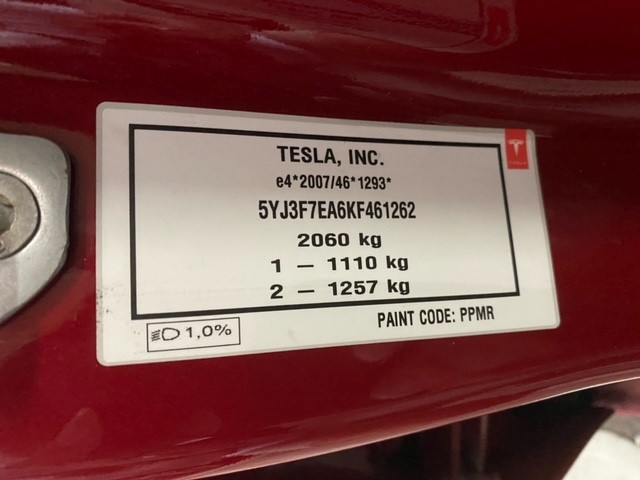 TESLA, INC.
e4*2007/46*1293*
5YJ3F7EA6KF461262
2060 kg
1 – 1110 kg
2 – 1257 kg
PAINT CODE: PPMR
1,0%
TESLA